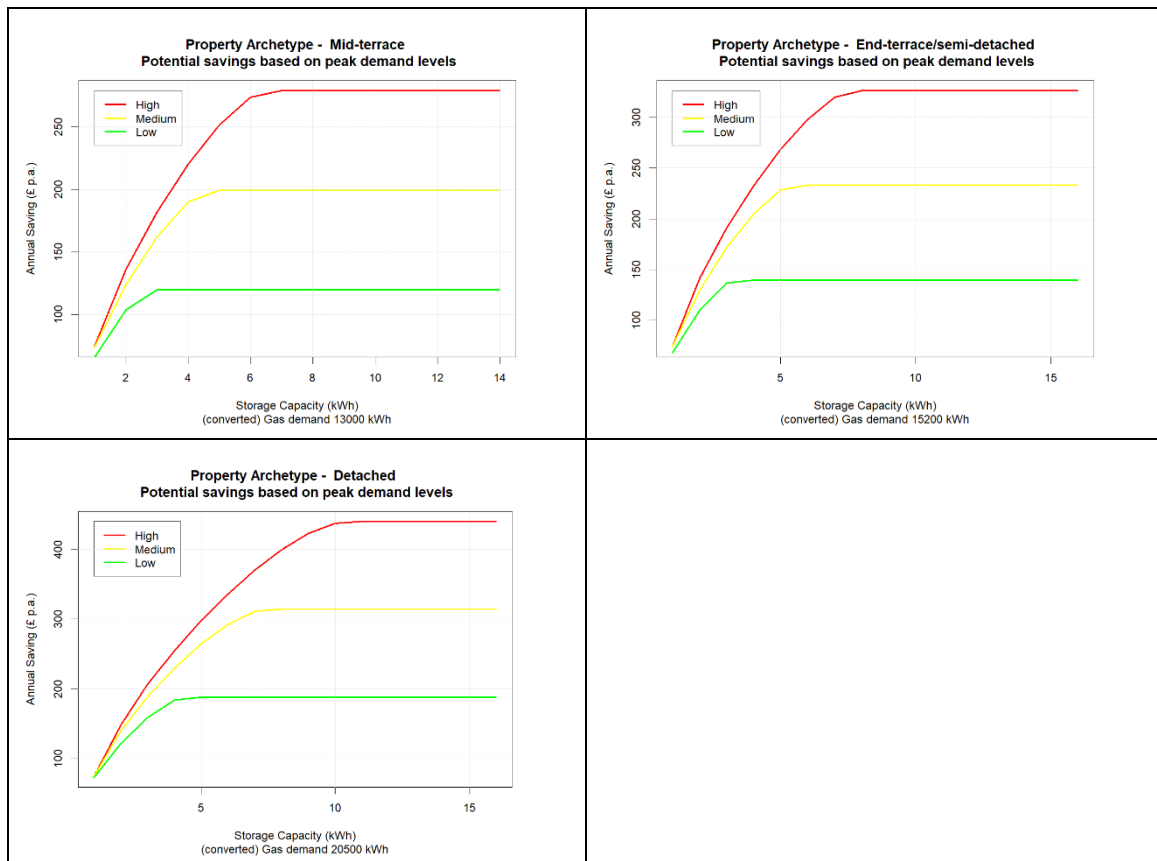 Property Archetype -  Mid-terrace
Potential savings based on peak demand levels
High
Medium
Low
Annual Saving (£ p.a.)
250
200
150
100
2
4
6
8
10
12
14
Storage Capacity (kWh)
(converted) Gas demand 13000 kWh
Property Archetype -  End-terrace/semi-detached
Potential savings based on peak demand levels
High
Medium
Low
Annual Saving (£ p.a.)
300
250
200
150
100
5
10
15
Storage Capacity (kWh)
(converted) Gas demand 15200 kWh
Property Archetype -  Detached
Potential savings based on peak demand levels
High
Medium
Low
Annual Saving (£ p.a.)
400
300
200
100
5
10
15
Storage Capacity (kWh)
(converted) Gas demand 20500 kWh